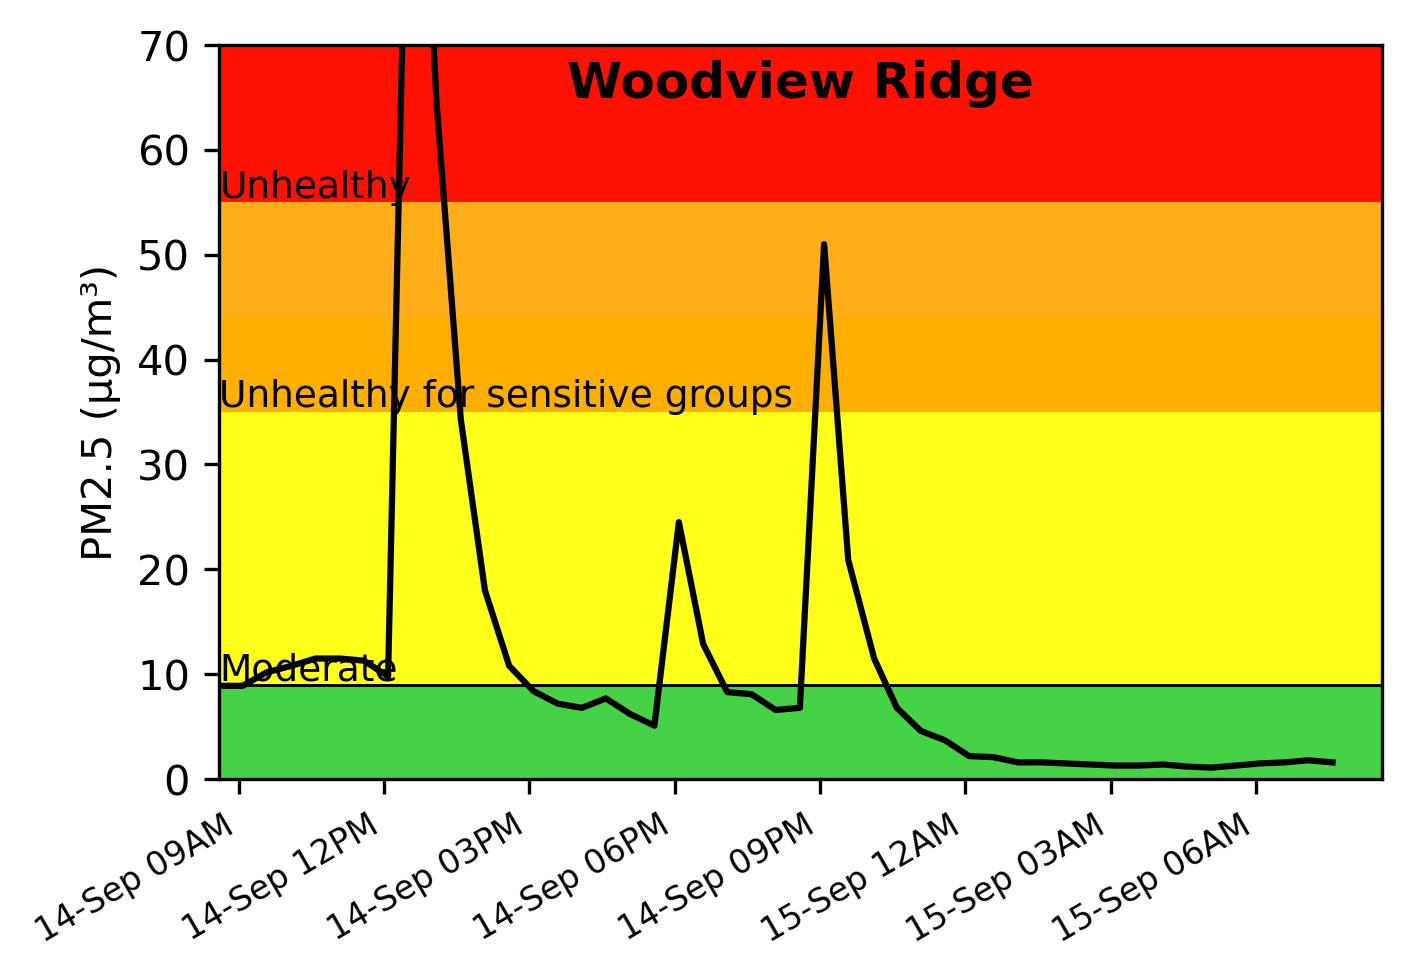 Woodview Ridge
PM2.5 (µg/m³)
70
60
50
40
30
20
10
0
Unhealthy
Unhealthy for sensitive groups
Moderate
14-Sep 09AM
14-Sep 12PM
14-Sep 03PM
14-Sep 06PM
14-Sep 09PM
15-Sep 12AM
15-Sep 03AM
15-Sep 06AM